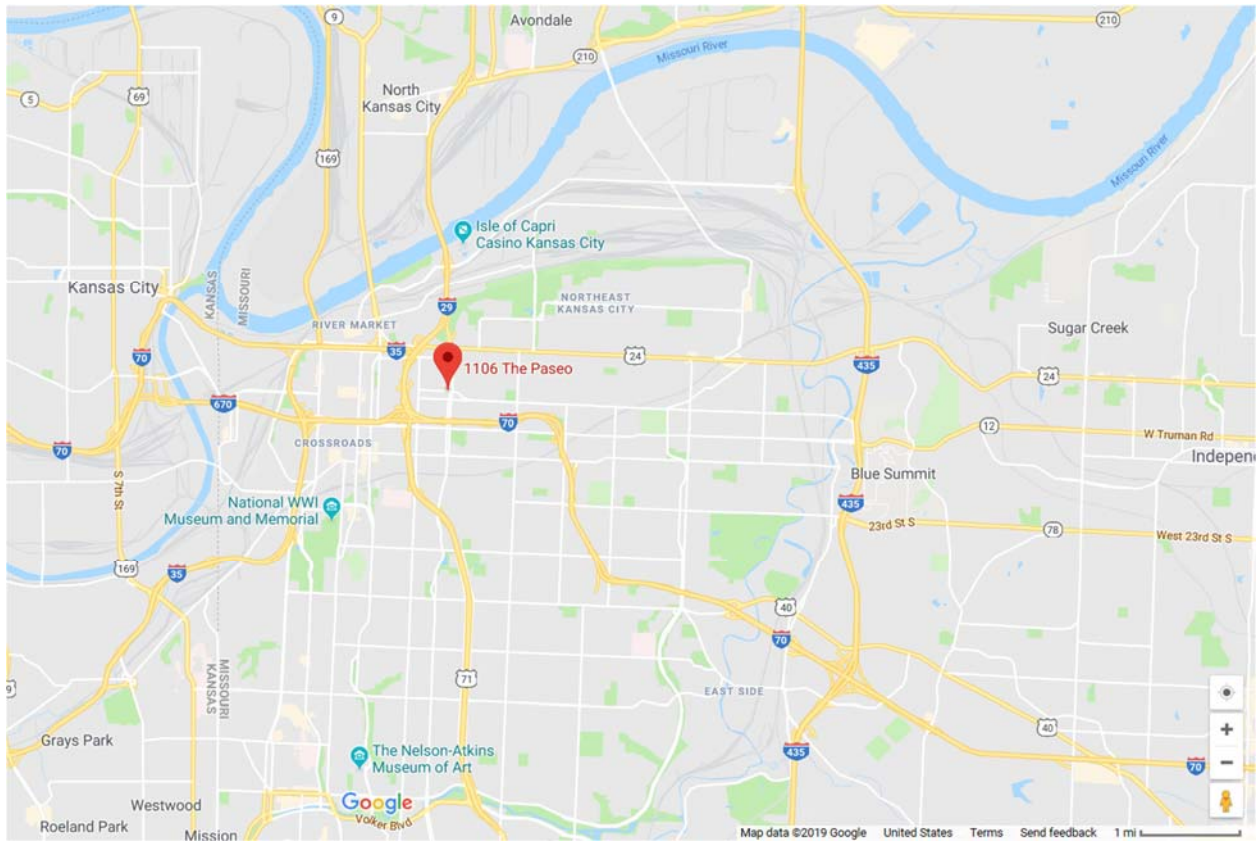 9
Avondale
210
210
Missouri River
5
69
North
Kansas City
169
Missouri River
Isle of Capri
Casino Kansas City
Kansas City
KANSAS
MISSOURI
29
NORTHEAST
KANSAS CITY
RIVER MARKET
Sugar Creek
70
35
24
435
24
1106 The Paseo
670
70
12
W Truman Rd
CROSSROADS
70
Indepen
S 7th St
Blue Summit
National WWI
Museum and Memorial
435
23rd St S
78
West 23rd St S
169
35
40
70
MISSOURI
KANSAS
71
EAST SIDE
9
40
Grays Park
The Nelson-Atkins
Museum of Art
435
70
Westwood
Google
Volker Blvd
Roeland Park
Mission
Map data ©2019 Google United States Terms Send feedback 1 mi